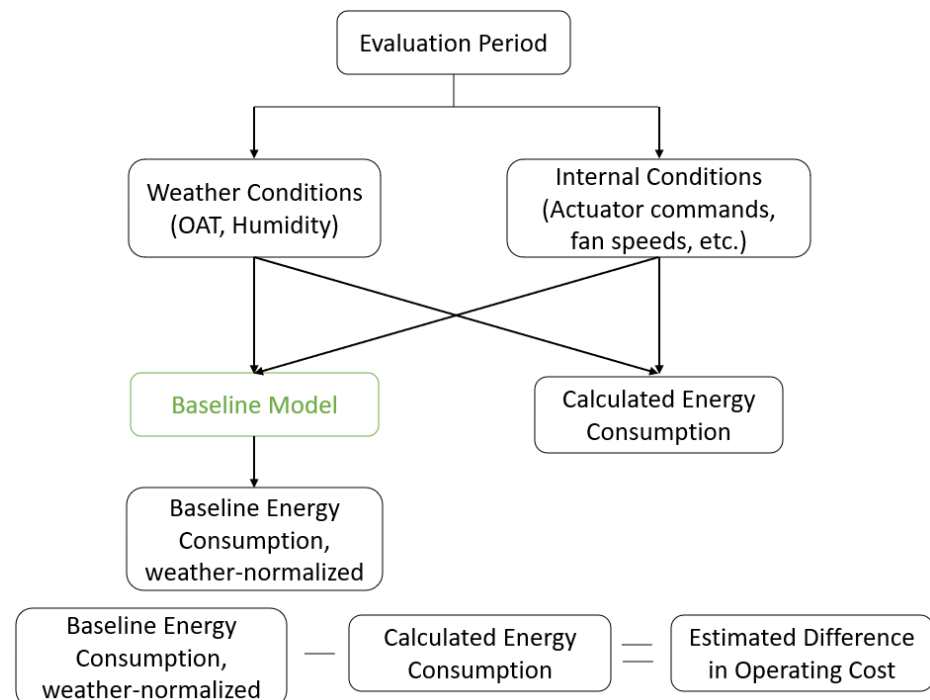 Evaluation Period
Weather Conditions
(OAT, Humidity)
Internal Conditions
(Actuator commands,
fan speeds, etc.)
Baseline Model
Calculated Energy
Consumption
Baseline Energy
Consumption,
weather-normalized
Baseline Energy
Consumption,
weather-normalized
—
Calculated Energy
Consumption
=
Estimated Difference
in Operating Cost